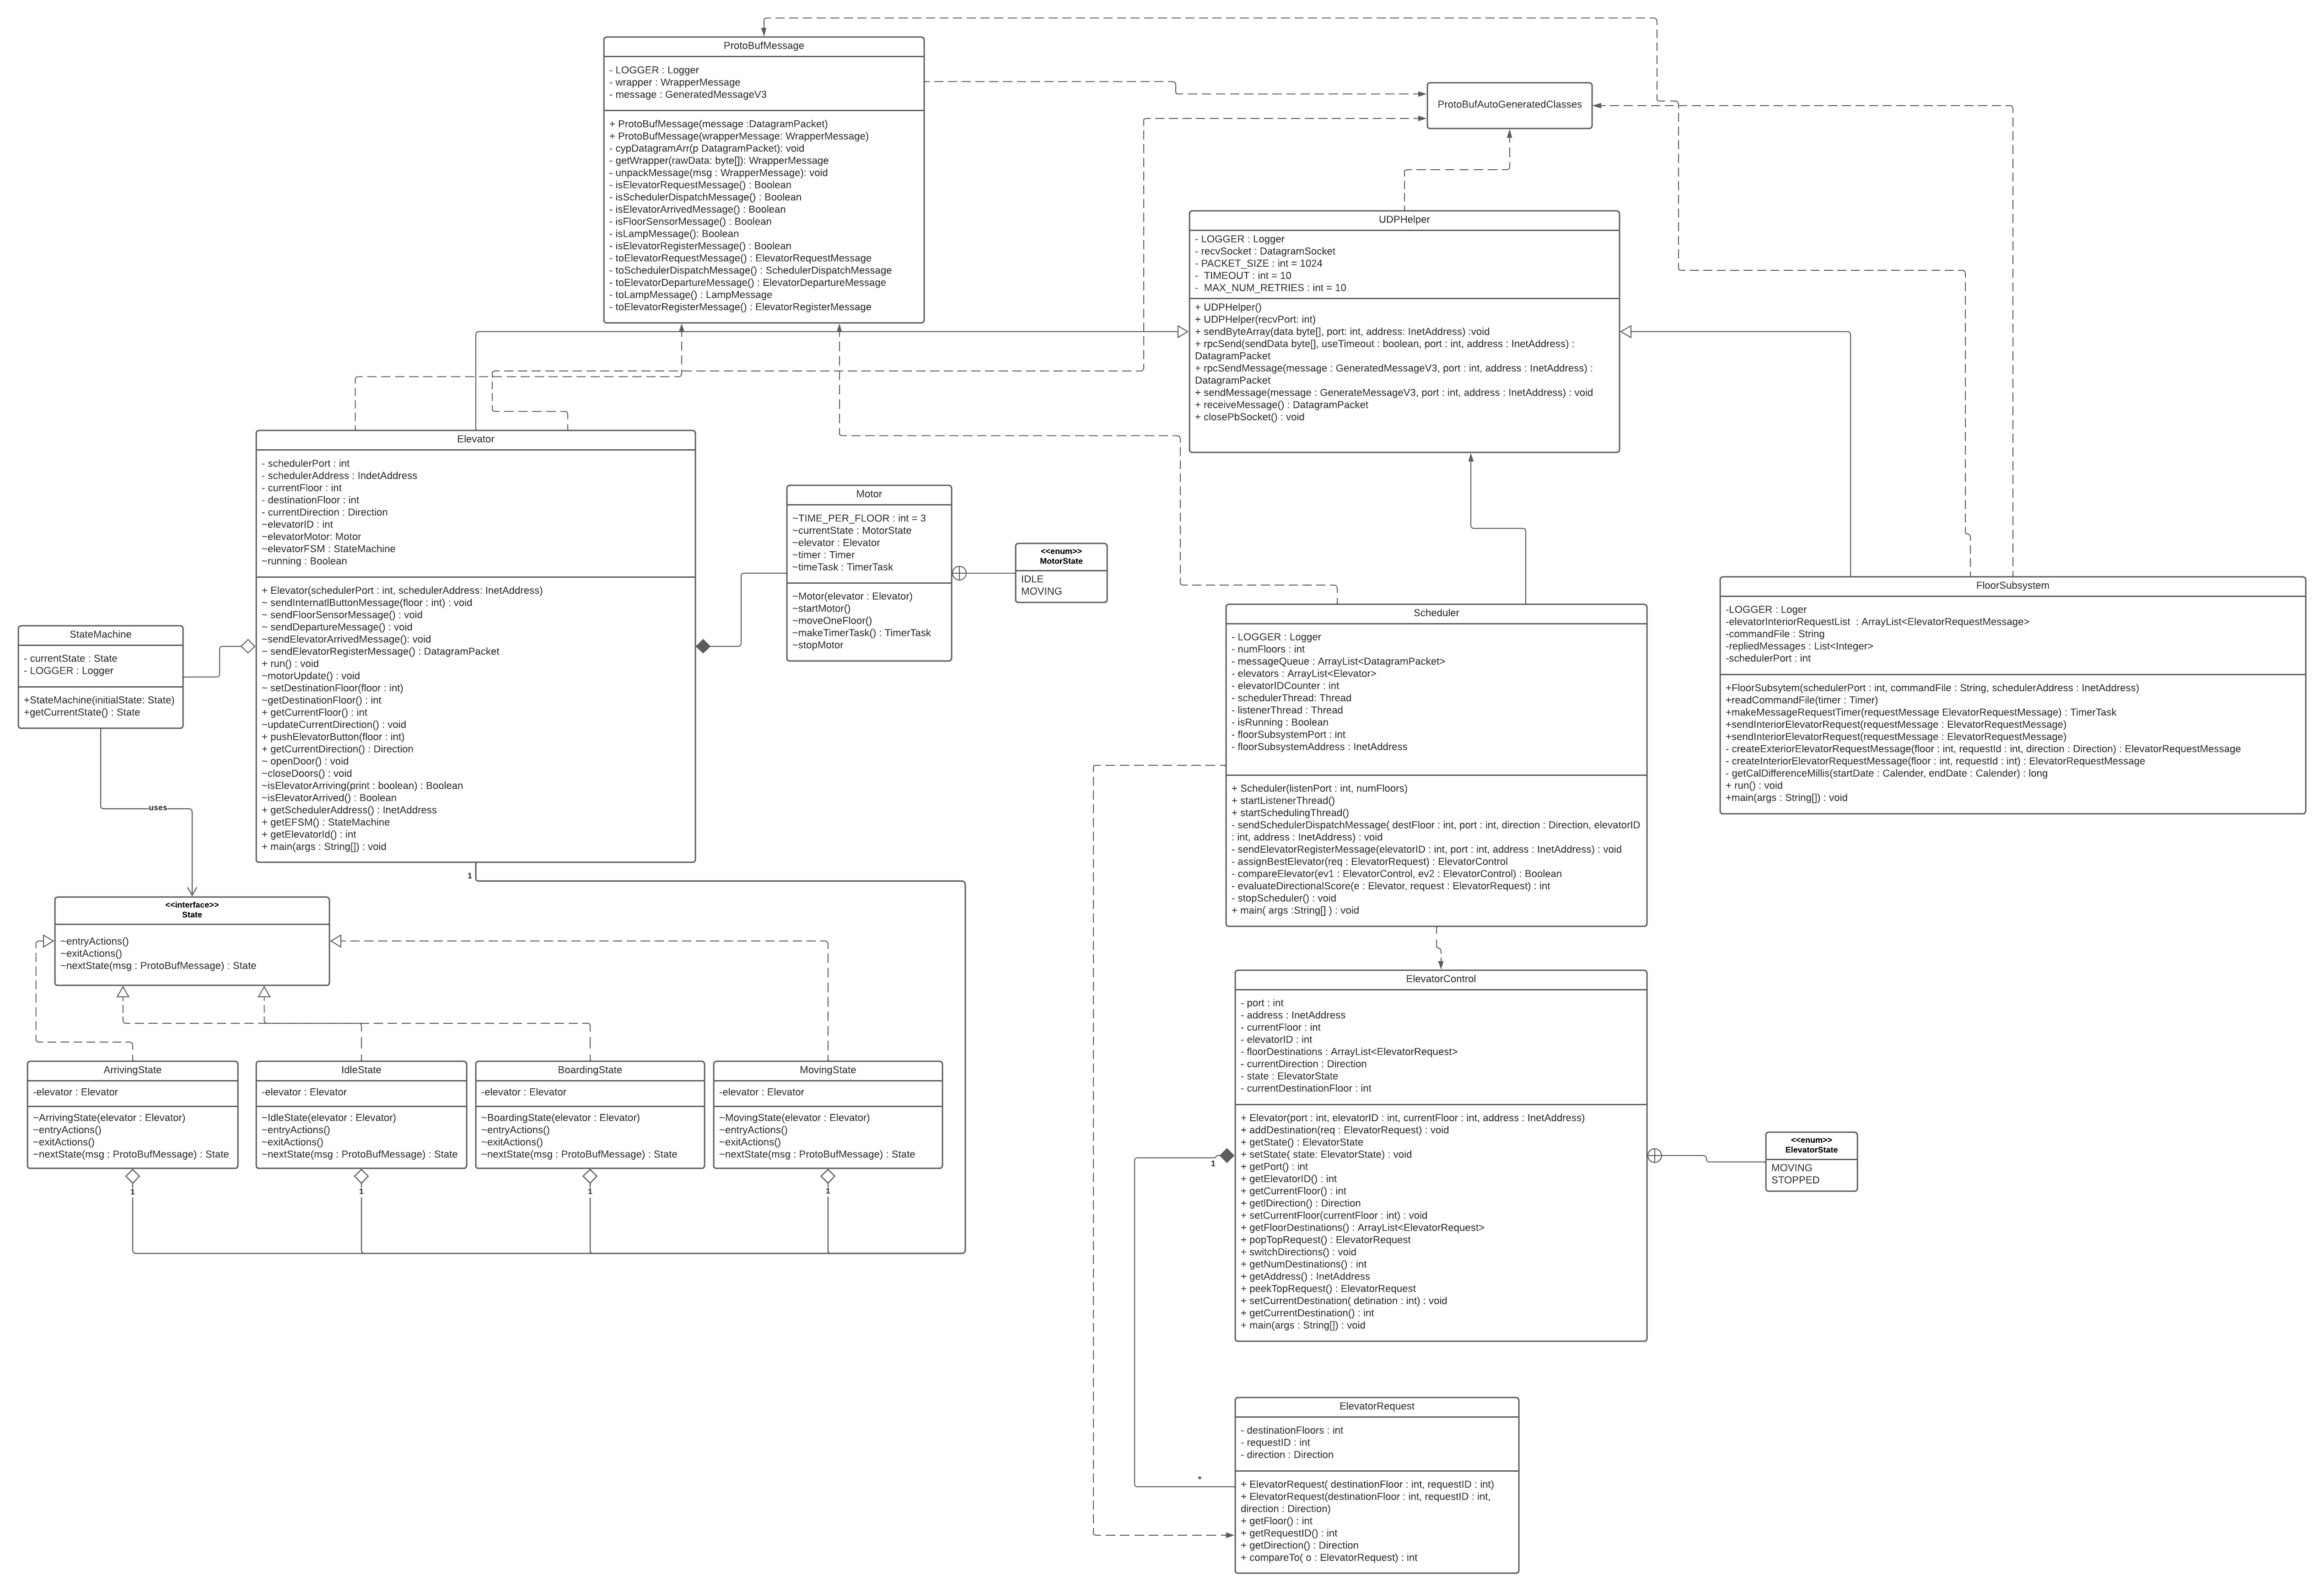 ProtoBufMessage
- LOGGER : Logger
- wrapper : WrapperMessage
- message : GeneratedMessageV3
+ ProtoBufMessage(message :DatagramPacket)
+ ProtoBufMessage(wrapperMessage: WrapperMessage)
- cypDatagramArr(p DatagramPacket): void
- getWrapper(rawData: byte[]): WrapperMessage
- unpackMessage(msg : WrapperMessage): void
- isElevatorRequestMessage() : Boolean
- isSchedulerDispatchMessage() : Boolean
- isElevatorArrivedMessage() : Boolean
- isFloorSensorMessage() : Boolean
- isLampMessage(): Boolean
- isElevatorRegisterMessage() : Boolean
- toElevatorRequestMessage() : ElevatorRequestMessage
- toSchedulerDispatchMessage() : SchedulerDispatchMessage
- toElevatorDepartureMessage() : ElevatorDepartureMessage
- toLampMessage() : LampMessage
- toElevatorRegisterMessage() : ElevatorRegisterMessage
ProtoBufAutoGeneratedClasses
UDPHelper
- LOGGER : Logger
- recvSocket : DatagramSocket
- PACKET_SIZE : int = 1024
- TIMEOUT : int = 10
- MAX_NUM_RETRIES : int = 10
+ UDPHelper()
+ UDPHelper(recvPort: int)
+ sendByteArray(data byte[], port: int, address: InetAddress) :void
+ rpcSend(sendData byte[], useTimeout : boolean, port : int, address : InetAddress) :
DatagramPacket
+ rpcSendMessage(message : GeneratedMessageV3, port : int, address : InetAddress) :
DatagramPacket
+ sendMessage(message : GenerateMessageV3, port : int, address : InetAddress) : void
+ receiveMessage() : DatagramPacket
+ closePbSocket() : void
Elevator
- schedulerPort : int
- schedulerAddress : IndetAddress
- currentFloor : int
- destinationFloor : int
- currentDirection : Direction
~elevatorID : int
~elevatorMotor: Motor
~elevatorFSM : StateMachine
~running : Boolean
+ Elevator(schedulerPort : int, schedulerAddress: InetAddress)
~ sendInternatlButtonMessage(floor : int) : void
~ sendFloorSensorMessage() : void
~ sendDepartureMessage() : void
~sendElevatorArrivedMessage(): void
~ sendElevatorRegisterMessage() : DatagramPacket
+ run() : void
~motorUpdate() : void
~ setDestinationFloor(floor : int)
~getDestinationFloor() : int
+ getCurrentFloor() : int
~updateCurrentDirection() : void
+ pushElevatorButton(floor : int)
+ getCurrentDirection() : Direction
~ openDoor() : void
~closeDoors() : void
~isElevatorArriving(print : boolean) : Boolean
~isElevatorArrived() : Boolean
+ getSchedulerAddress() : InetAddress
+ getEFSM() : StateMachine
+ getElevatorId() : int
+ main(args : String[]) : void
1
Motor
~TIME_PER_FLOOR : int = 3
~currentState : MotorState
~elevator : Elevator
~timer : Timer
~timeTask : TimerTask
~Motor(elevator : Elevator)
~startMotor()
~moveOneFloor()
~makeTimerTask() : TimerTask
~stopMotor
<<enum>>
MotorState
IDLE
MOVING
StateMachine
- currentState : State
- LOGGER : Logger
+StateMachine(initialState: State)
+getCurrentState() : State
uses
<<interface>>
State
~entryActions()
~exitActions()
~nextState(msg : ProtoBufMessage) : State
ArrivingState
-elevator : Elevator
~ArrivingState(elevator : Elevator)
~entryActions()
~exitActions()
~nextState(msg : ProtoBufMessage) : State
1
IdleState
-elevator : Elevator
~IdleState(elevator : Elevator)
~entryActions()
~exitActions()
~nextState(msg : ProtoBufMessage) : State
1
BoardingState
-elevator : Elevator
~BoardingState(elevator : Elevator)
~entryActions()
~exitActions()
~nextState(msg : ProtoBufMessage) : State
1
MovingState
-elevator : Elevator
~MovingState(elevator : Elevator)
~entryActions()
~exitActions()
~nextState(msg : ProtoBufMessage) : State
1
Scheduler
- LOGGER : Logger
- numFloors : int
- messageQueue : ArrayList<DatagramPacket>
- elevators : ArrayList<Elevator>
- elevatorIDCounter : int
- schedulerThread: Thread
- listenerThread : Thread
- isRunning : Boolean
- floorSubsystemPort : int
- floorSubsystemAddress : InetAddress
+ Scheduler(listenPort : int, numFloors)
+ startListenerThread()
+ startSchedulingThread()
- sendSchedulerDispatchMessage( destFloor : int, port : int, direction : Direction, elevatorID
: int, address : InetAddress) : void
- sendElevatorRegisterMessage(elevatorID : int, port : int, address : InetAddress) : void
- assignBestElevator(req : ElevatorRequest) : ElevatorControl
- compareElevator(ev1 : ElevatorControl, ev2 : ElevatorControl) : Boolean
- evaluateDirectionalScore(e : Elevator, request : ElevatorRequest) : int
- stopScheduler() : void
+ main( args :String[] ) : void
FloorSubsystem
-LOGGER : Loger
-elevatorInteriorRequestList : ArrayList<ElevatorRequestMessage>
-commandFile : String
-repliedMessages : List<Integer>
-schedulerPort : int
+FloorSubsytem(schedulerPort : int, commandFile : String, schedulerAddress : InetAddress)
+readCommandFile(timer : Timer)
+makeMessageRequestTimer(requestMessage ElevatorRequestMessage) : TimerTask
+sendInteriorElevatorRequest(requestMessage : ElevatorRequestMessage)
+sendInteriorElevatorRequest(requestMessage : ElevatorRequestMessage)
- createExteriorElevatorRequestMessage(floor : int, requestId : int, direction : Direction) : ElevatorRequestMessage
- createInteriorElevatorRequestMessage(floor : int, requestId : int) : ElevatorRequestMessage
- getCalDifferenceMillis(startDate : Calender, endDate : Calender) : long
+ run() : void
+main(args : String[]) : void
ElevatorControl
- port : int
- address : InetAddress
- currentFloor : int
- elevatorID : int
- floorDestinations : ArrayList<ElevatorRequest>
- currentDirection : Direction
- state : ElevatorState
- currentDestinationFloor : int
+ Elevator(port : int, elevatorID : int, currentFloor : int, address : InetAddress)
+ addDestination(req : ElevatorRequest) : void
+ getState() : ElevatorState
+ setState( state: ElevatorState) : void
+ getPort() : int
+ getElevatorID() : int
+ getCurrentFloor() : int
+ getlDirection() : Direction
+ setCurrentFloor(currentFloor : int) : void
+ getFloorDestinations() : ArrayList<ElevatorRequest>
+ popTopRequest() : ElevatorRequest
+ switchDirections() : void
+ getNumDestinations() : int
+ getAddress() : InetAddress
+ peekTopRequest() : ElevatorRequest
+ setCurrentDestination( detination : int) : void
+ getCurrentDestination() : int
+ main(args : String[]) : void
1
<<enum>>
ElevatorState
MOVING
STOPPED
ElevatorRequest
- destinationFloors : int
- requestID : int
- direction : Direction
+ ElevatorRequest( destinationFloor : int, requestID : int)
+ ElevatorRequest(destinationFloor : int, requestID : int,
direction : Direction)
+ getFloor() : int
+ getRequestID() : int
+ getDirection() : Direction
+ compareTo( o : ElevatorRequest) : int
*